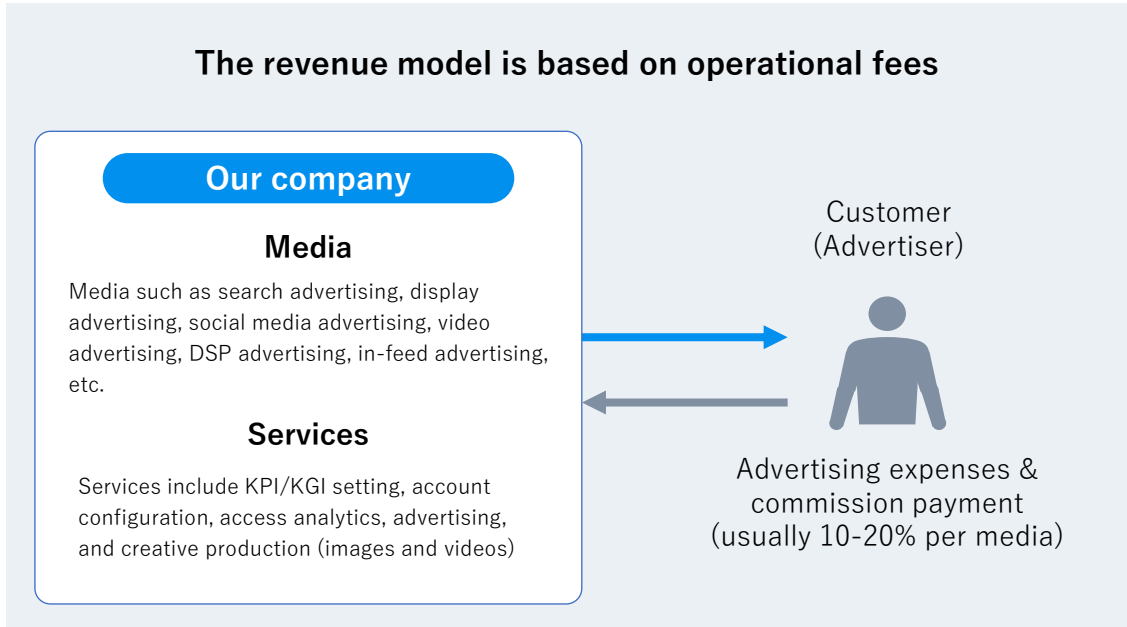 The revenue model is based on operational fees
Our company
Media
Media such as search advertising, display
advertising, social media advertising, video
advertising, DSP advertising, in-feed advertising,
etc.
Services
Services include KPI/KGI setting, account
configuration, access analytics, advertising,
and creative production (images and videos)
Customer
(Advertiser)
Advertising expenses &
commission payment
(usually 10-20% per media)